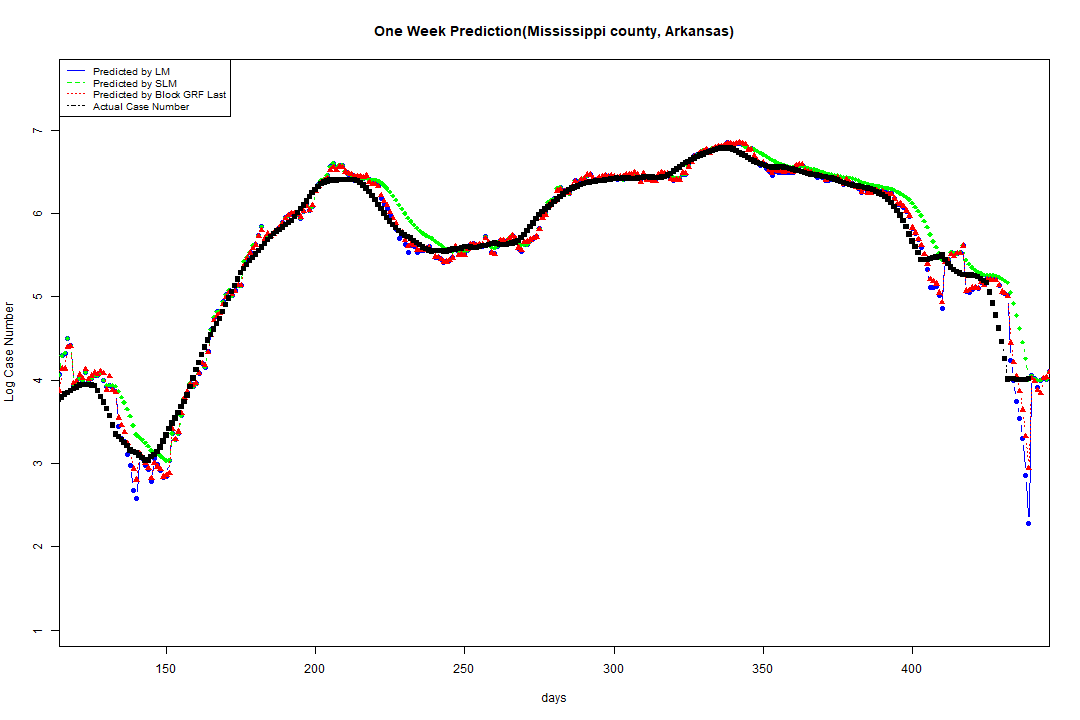 One Week Prediction(Mississippi county, Arkansas)
Predicted by LM
Predicted by SLM
Predicted by Block GRF Last
Actual Case Number
7
6
5
4
3
2
1
Log Case Number
150 200 250 300 350 400
days